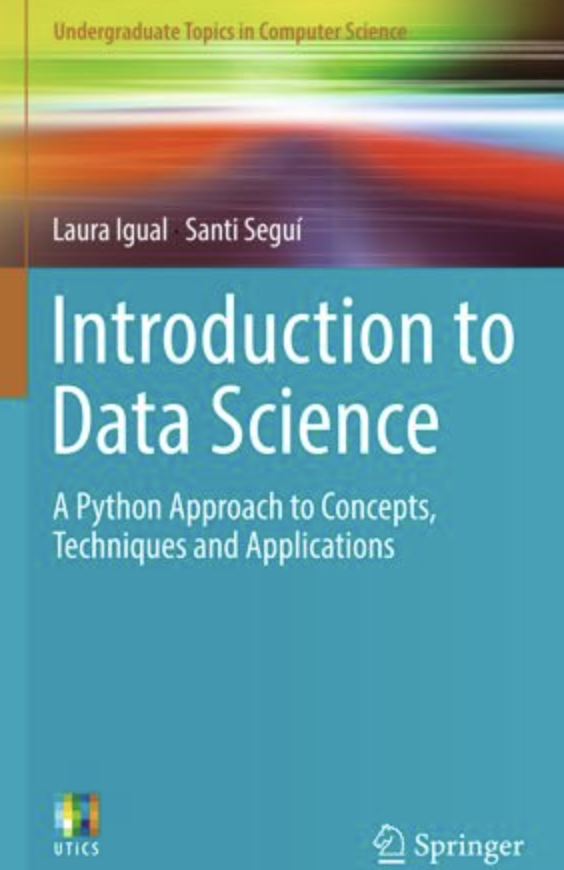 Undergraduate Topics in Computer Science
Laura Igual · Santi Seguí
Introduction to
Data Science
A Python Approach to Concepts,
Techniques and Applications
UTiCS
Springer